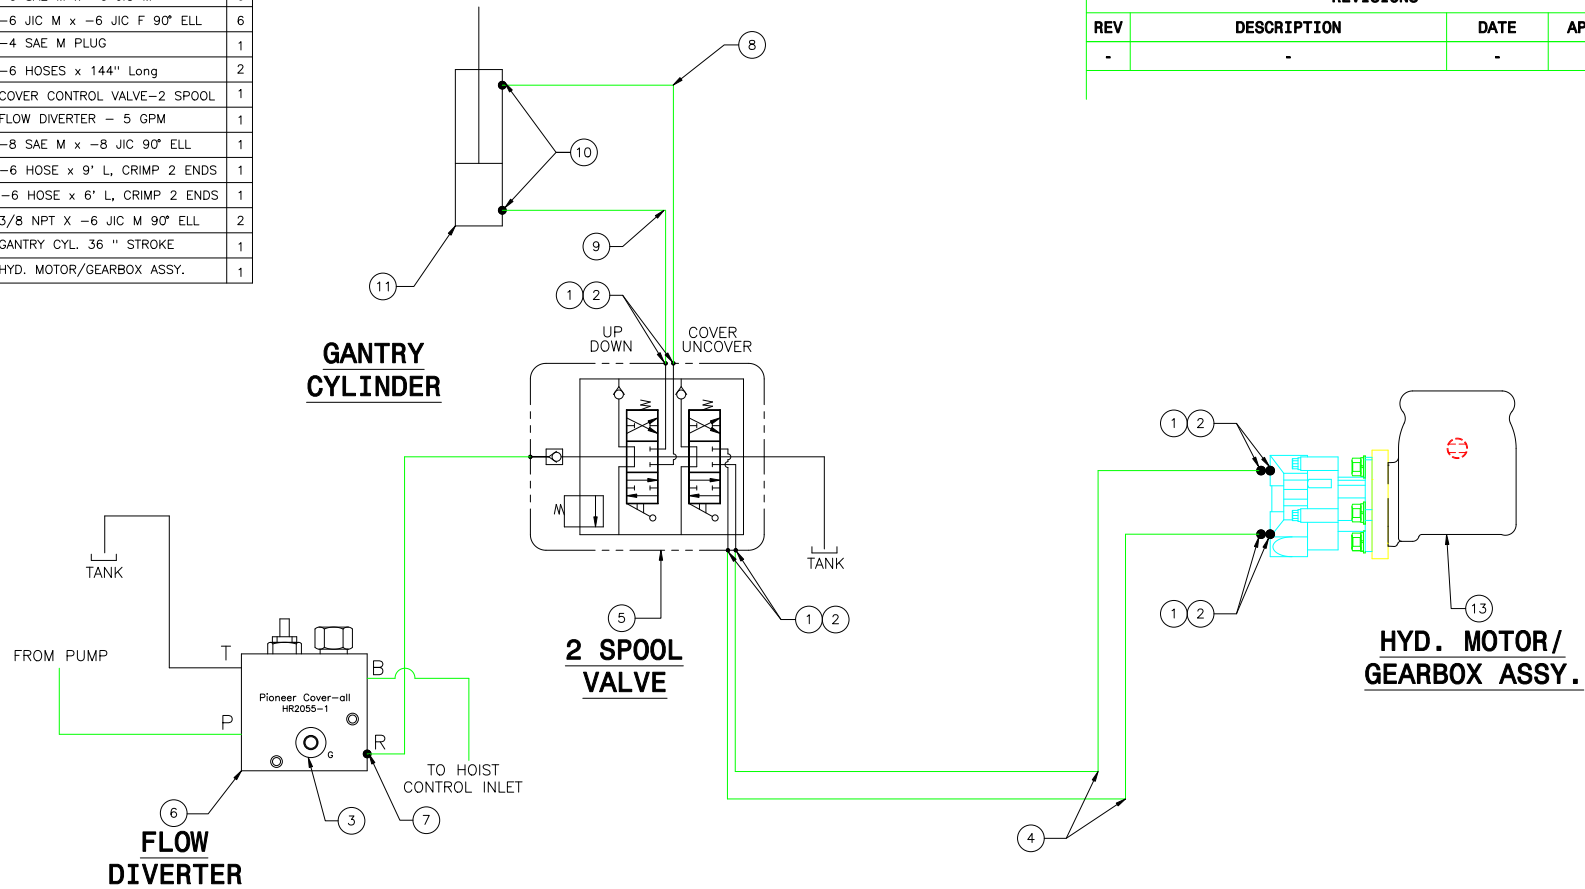 -6 JIC M x -6 JIC F 90° ELL 6
-4 SAE M PLUG 1
-6 HOSES x 144" Long 2
COVER CONTROL VALVE-2 SPOOL 1
FLOW DIVERTER - 5 GPM 1
-8 SAE M x -8 JIC 90° ELL 1
-6 HOSE x 9' L, CRIMP 2 ENDS 1
-6 HOSE x 6' L, CRIMP 2 ENDS 1
3/8 NPT X -6 JIC M 90° ELL 2
GANTRY CYL. 36 " STROKE 1
HYD. MOTOR/GEARBOX ASSY. 1
REVISIONS
REV DESCRIPTION DATE AP
- - -
8
10
9
11
1 2
UP
DOWN
COVER
UNCOVER
GANTRY
CYLINDER
1 2
TANK
TANK
5
1 2
2 SPOOL
VALVE
1 2
13
HYD. MOTOR/
GEARBOX ASSY.
FROM PUMP
T
B
Pioneer Cover-all
HR2055-1
P
R
G
TO HOIST
CONTROL INLET
6
3
7
4
FLOW
DIVERTER